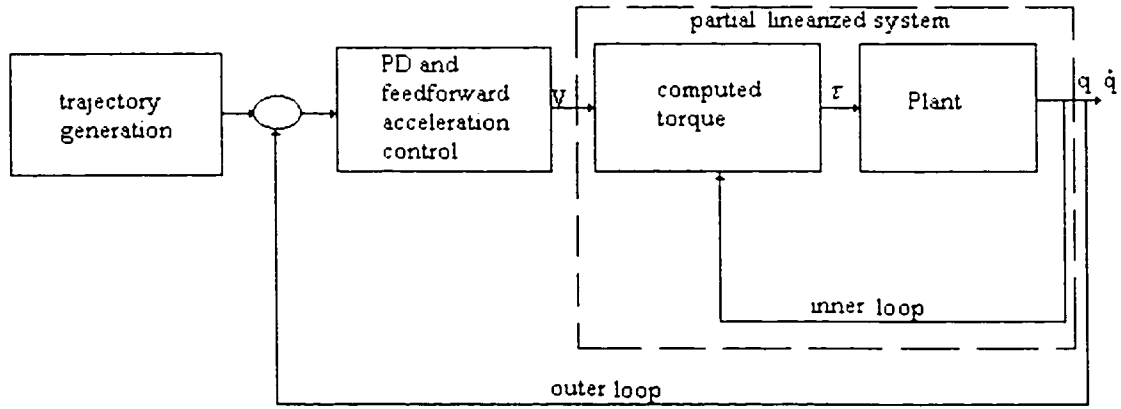 partial linearized system
trajectory
generation
PD and
feedforward
acceleration
control
v
computed
torque
τ
Plant
q q̇
inner loop
outer loop